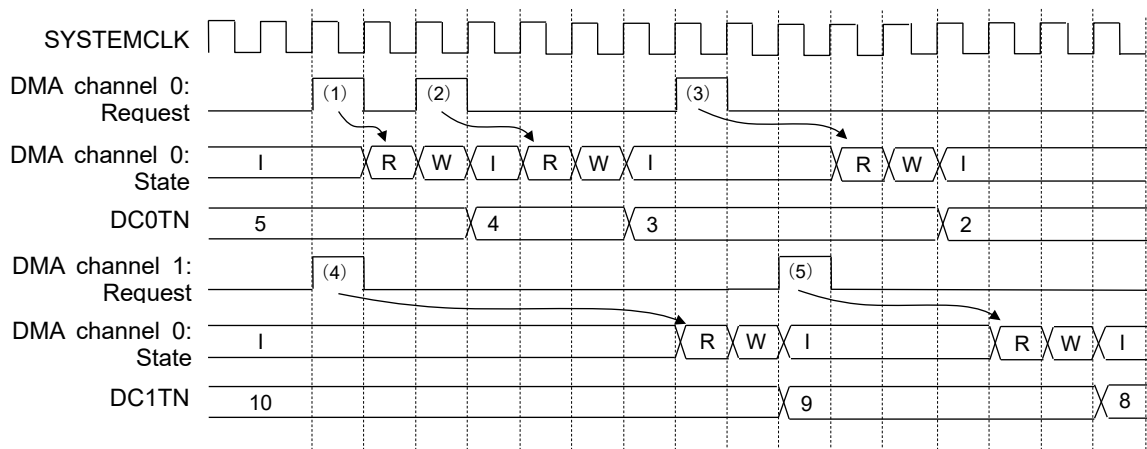 SYSTEMCLK
DMA channel 0:
Request
(1) (2) (3)
DMA channel 0:
State
I R W I R W I R W I
DC0TN
5 4 3 2
DMA channel 1:
Request
(4) (5)
DMA channel 0:
State
I R W I R W I
DC1TN
10 9 8